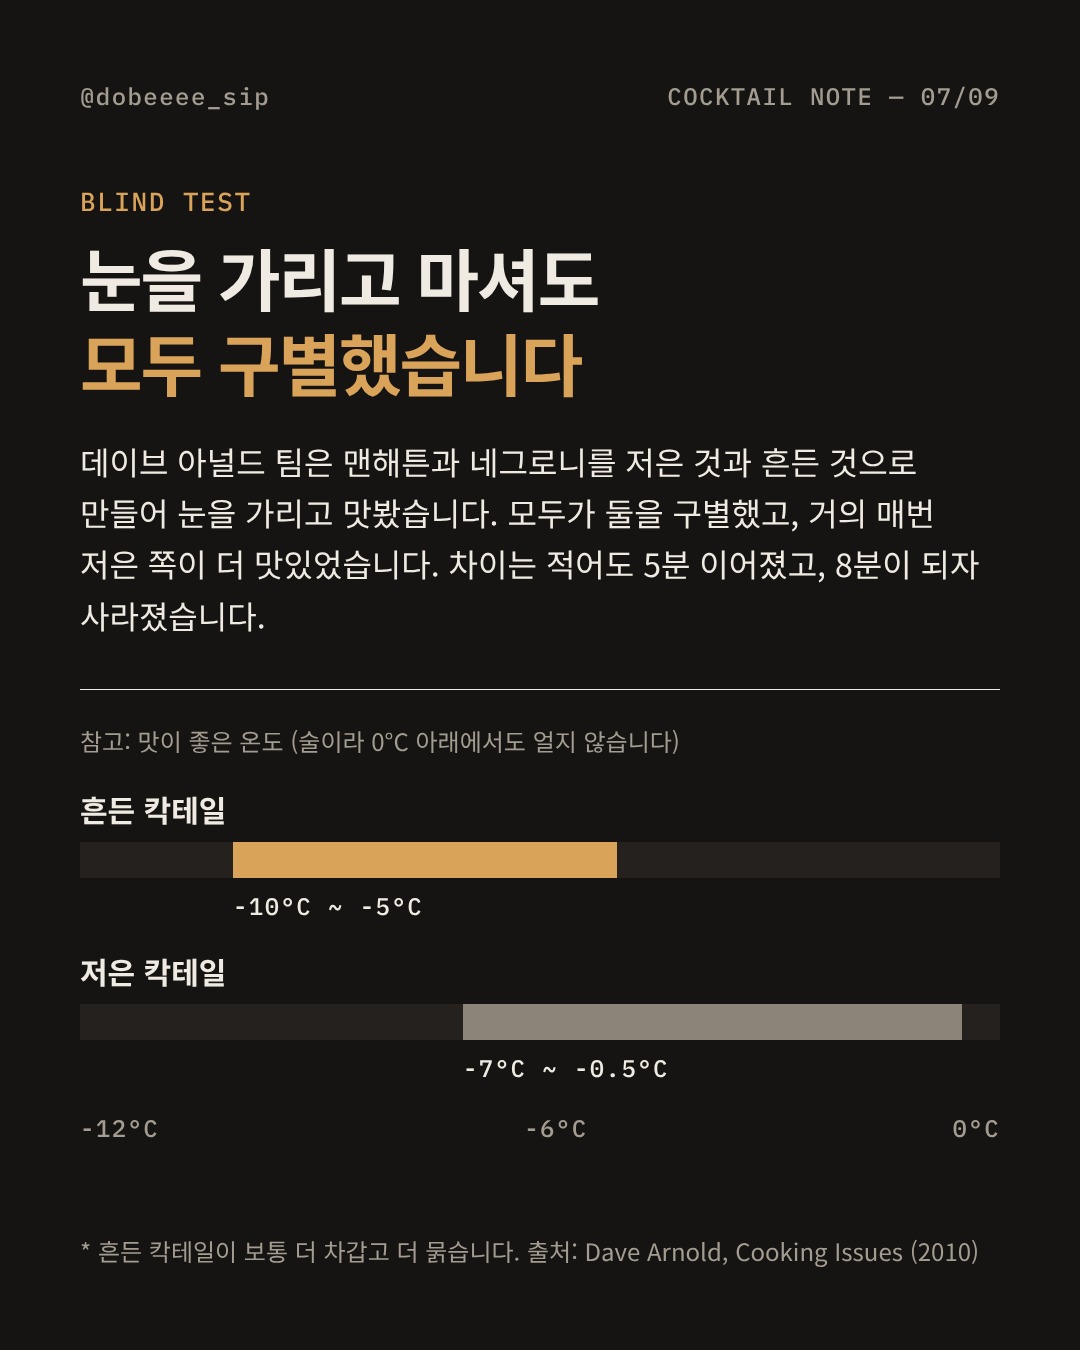 @dobeeee_sip
COCKTAIL NOTE — 07/09
BLIND TEST
눈을 가리고 마셔도
모두 구별했습니다
데이브 아널드 팀은 맨해튼과 네그로니를 저은 것과 흔든 것으로
만들어 눈을 가리고 맛봤습니다. 모두가 둘을 구별했고, 거의 매번
저은 쪽이 더 맛있었습니다. 차이는 적어도 5분 이어졌고, 8분이 되자
사라졌습니다.
참고: 맛이 좋은 온도 (술이라 0°C 아래에서도 얼지 않습니다)
흔든 칵테일
-10°C ~ -5°C
저은 칵테일
-7°C ~ -0.5°C
-12°C
-6°C
0°C
* 흔든 칵테일이 보통 더 차갑고 더 묽습니다. 출처: Dave Arnold, Cooking Issues (2010)